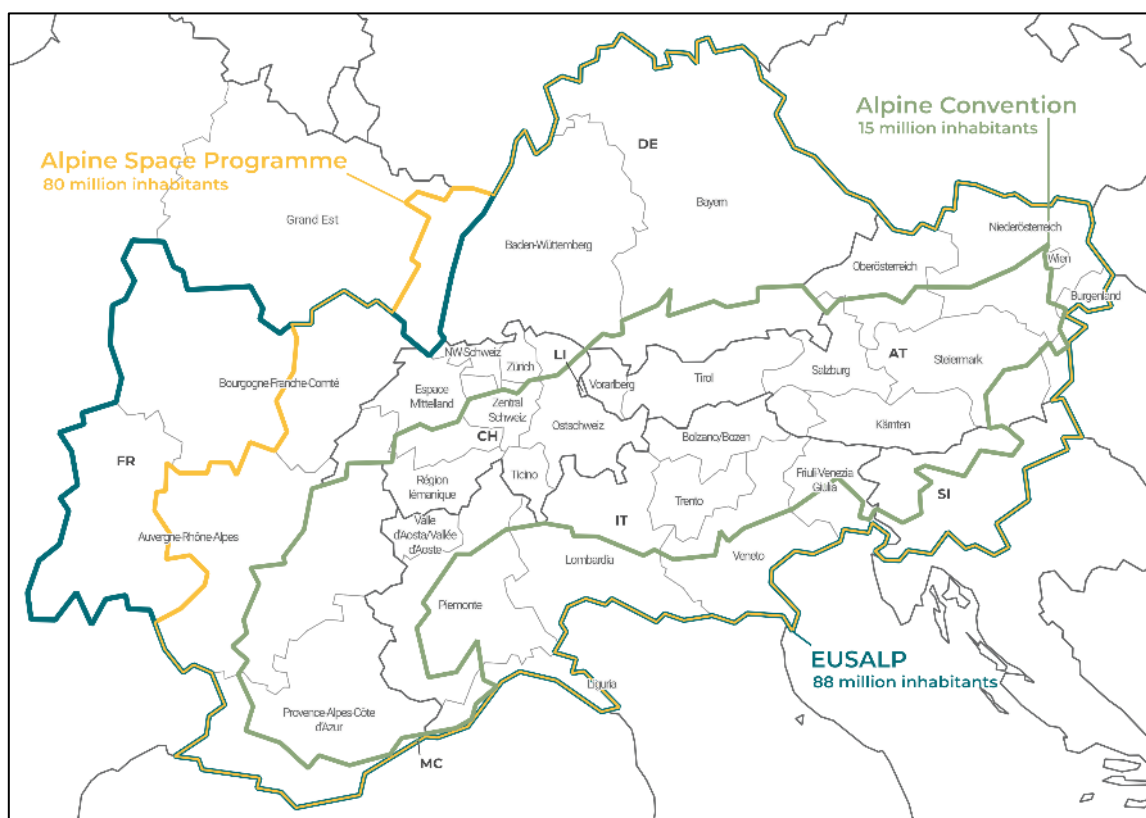 Alpine Convention
15 million inhabitants
DE
Alpine Space Programme
80 million inhabitants
Bayern
Grand Est
Niederösterreich
Baden-Wüttemberg
Wien
Oberösterreich
Burgenland
NW-Schweiz
LI
Zürich
AT
Steiermark
Bourgogne-Franche-Comté
Espace
Mittelland
Vorarlberg
Tirol
Salzburg
Zentral
Schweiz
Ostschweiz
Kärnten
CH
Bolzano/Bozen
FR
Région
lémanique
Ticino
Friuli-Venezia
Giulia
SI
Trento
IT
Valle
d'Aosta/Vallée
d'Aoste
Auvergne-Rhône-Alpes
Lombardia
Veneto
Piemonte
EUSALP
88 million inhabitants
Liguria
Provence-Alpes-Côte
d'Azur
MC